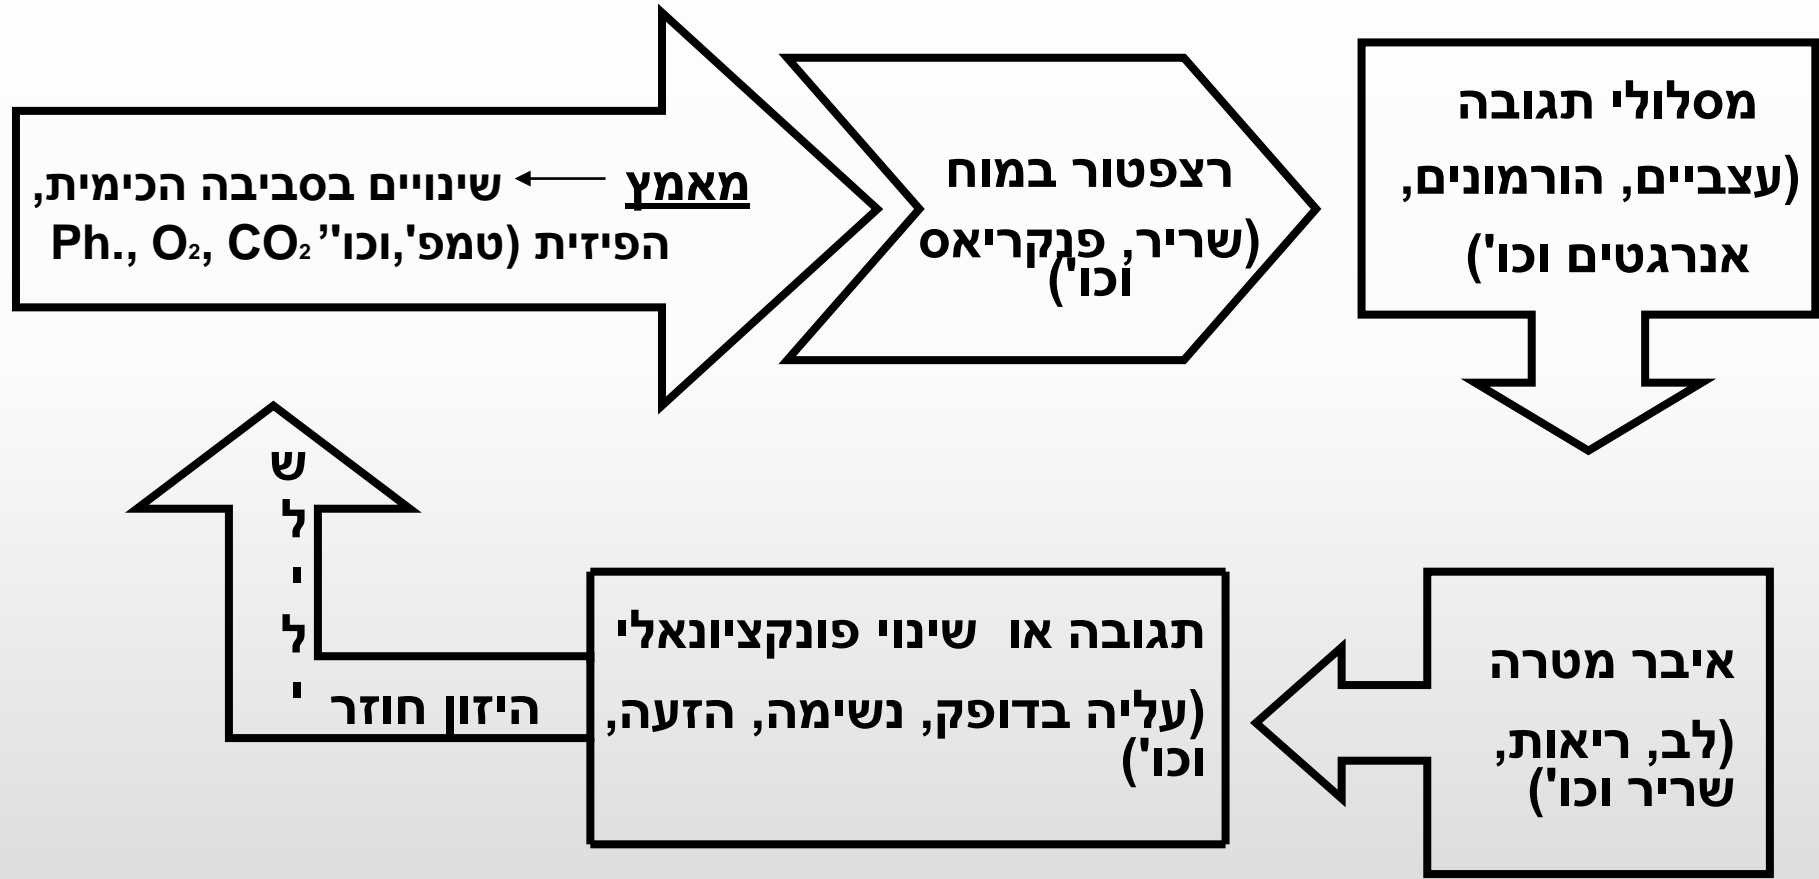 מאמץ ← שינויים בסביבה הכימית,
הפיזית (טמפ',וכו'' Ph., O₂, CO₂
רצפטור במוח
(שריר, פנקריאס
וכו')
מסלולי תגובה
(עצביים, הורמונים,
אנרגטים וכו')
איבר מטרה
(לב, ריאות,
שריר וכו')
תגובה או שינוי פונקציונאלי
(עליה בדופק, נשימה, הזעה,
וכו')
היזון חוזר
ש
ל
י
ל
י